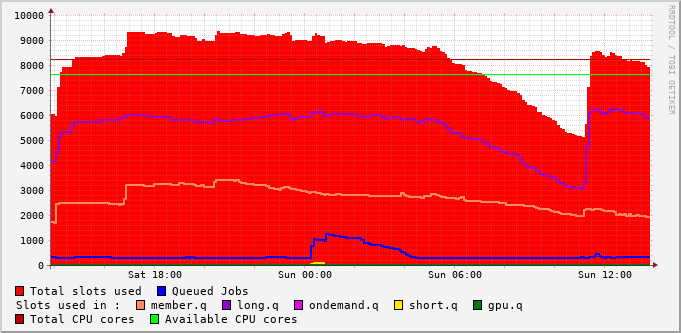 10000
9000
8000
7000
6000
5000
4000
3000
2000
1000
0
Sat 18:00 Sun 00:00 Sun 06:00 Sun 12:00
Total slots used Queued Jobs
Slots used in : member.q long.q ondemand.q short.q gpu.q
Total CPU cores Available CPU cores
RRDTOOL / TOBI OETIKER